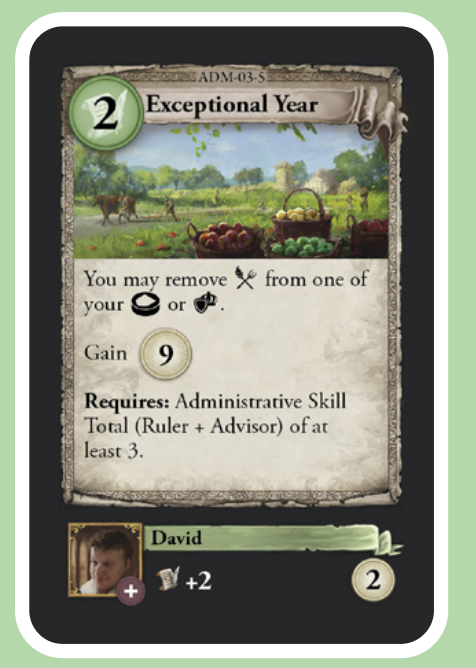 ADM-03-5
2 Exceptional Year
You may remove from one of
your or .
Gain 9
Requires: Administrative Skill
Total (Ruler + Advisor) of at
least 3.
David
+
+2 2